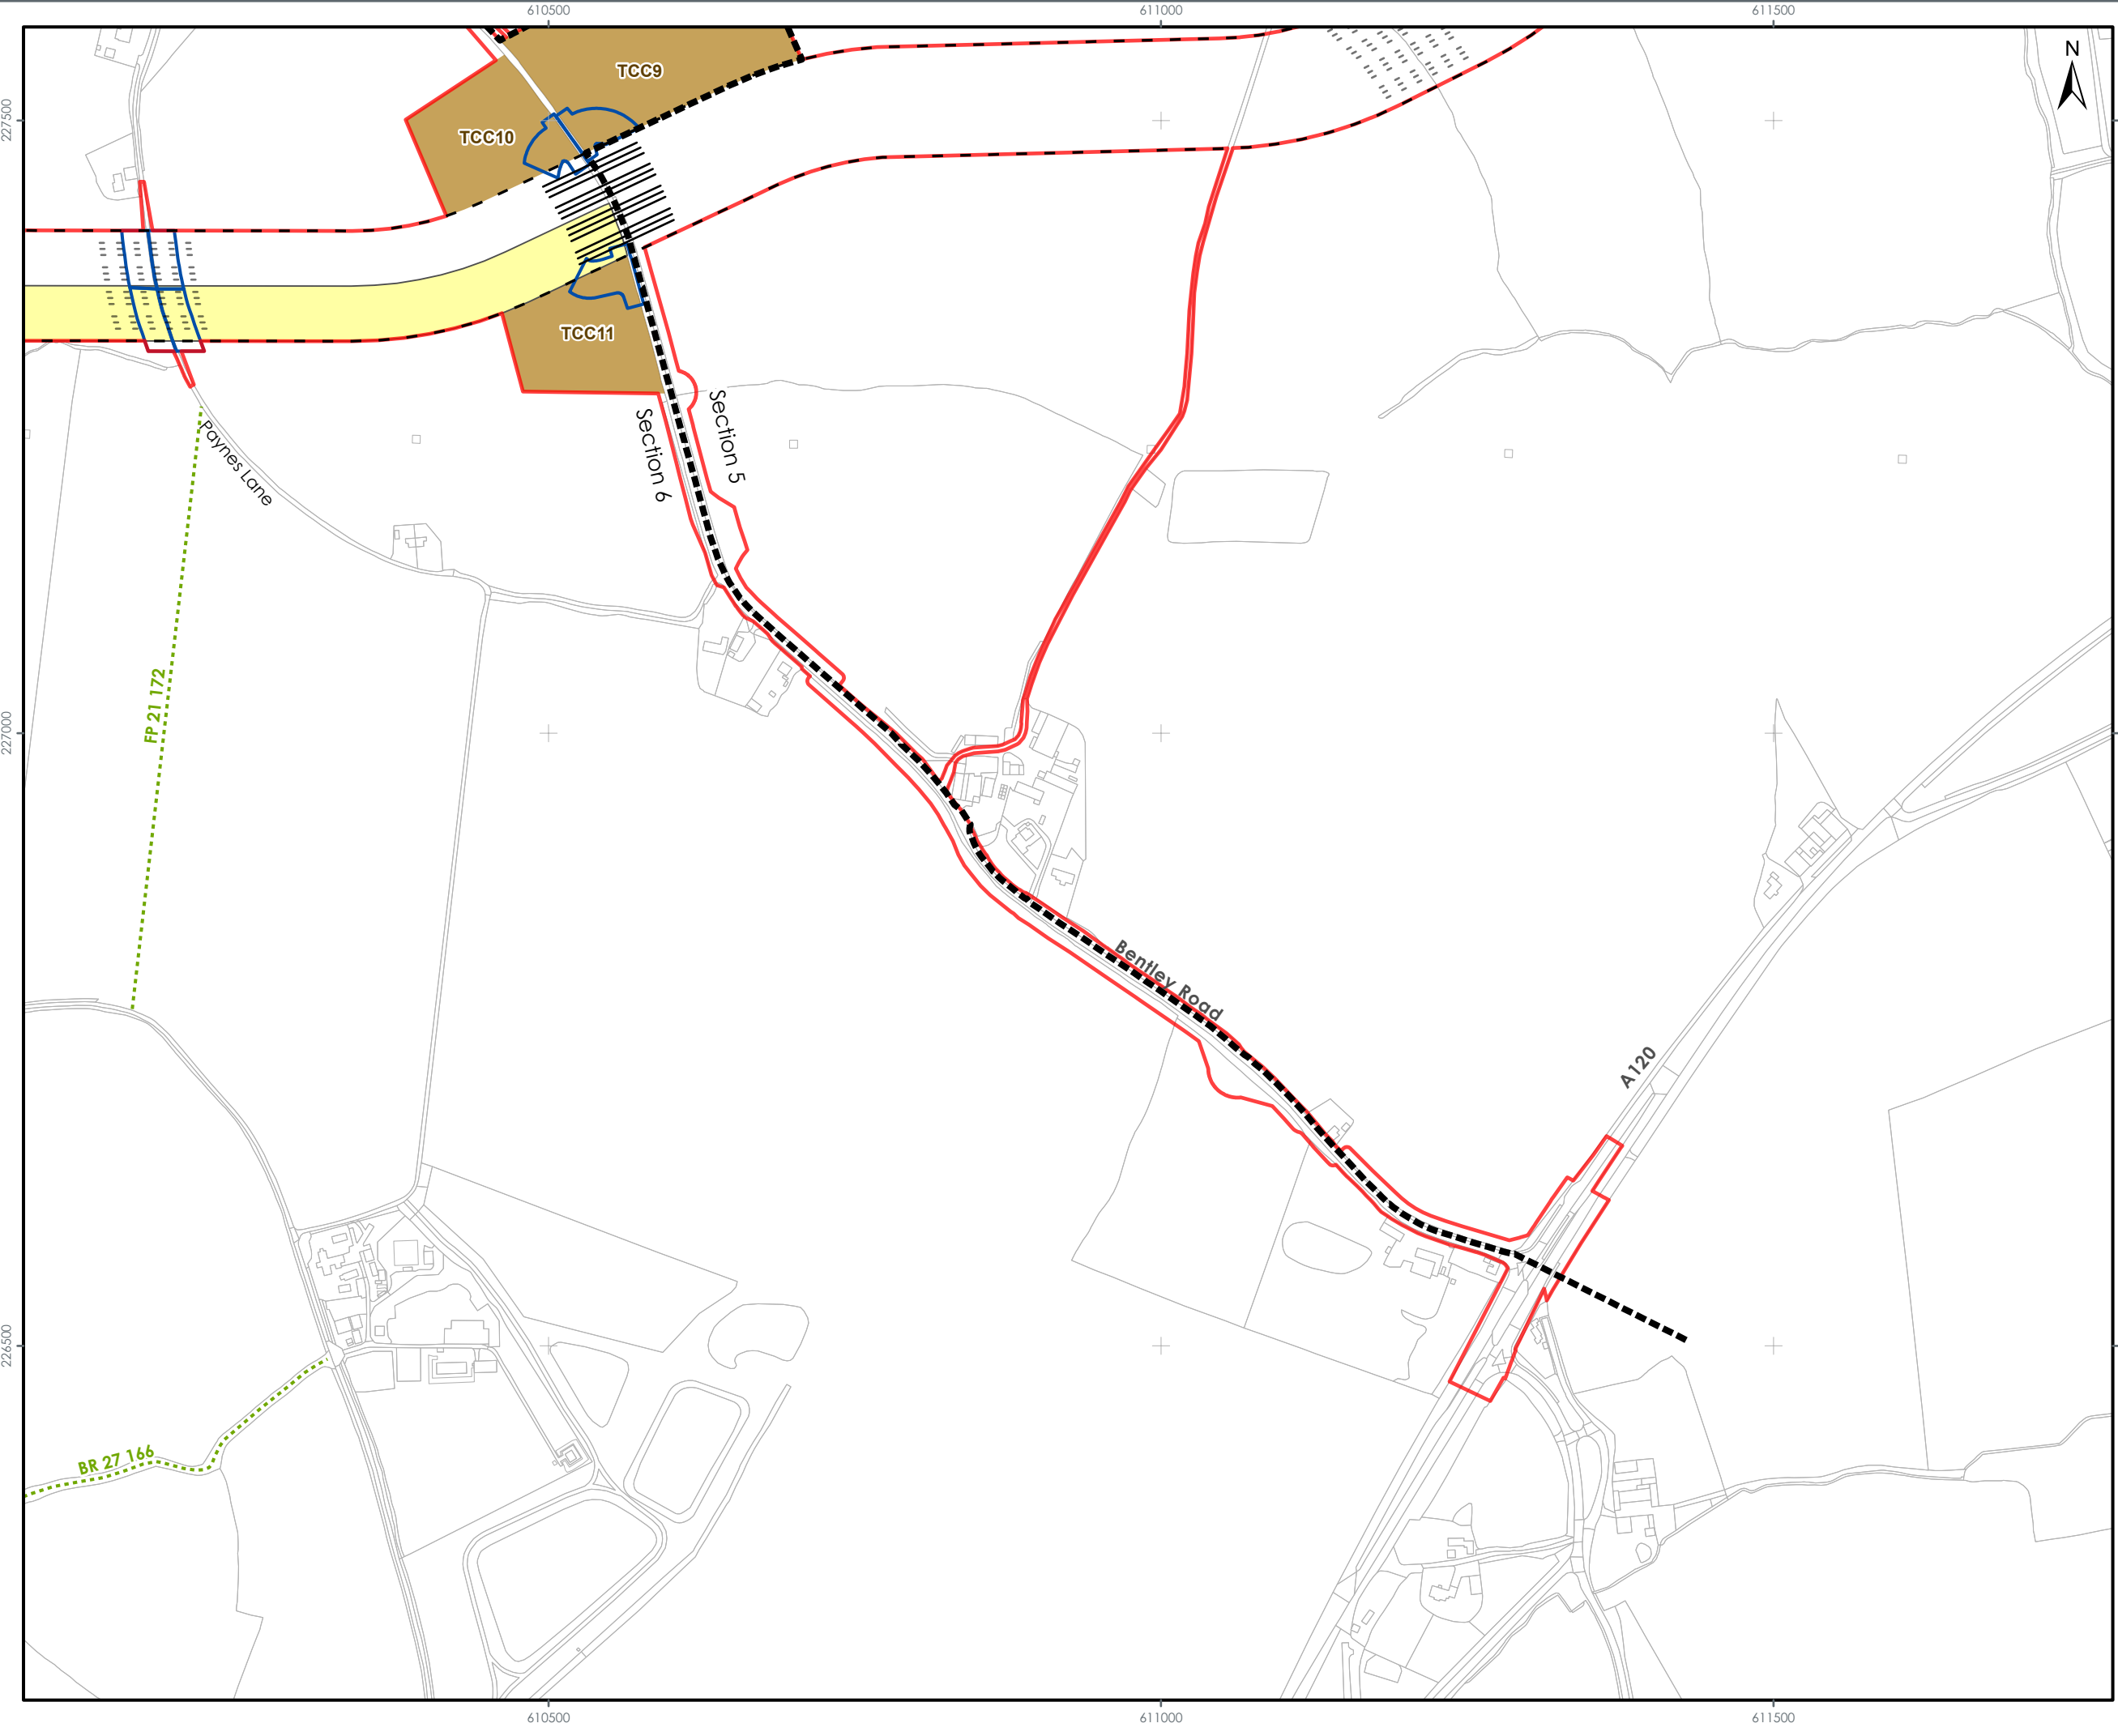 610500
611000
611500
N
TCC9
227500
TCC10
TCC11
Section 5
Section 6
Paynes Lane
FP 21 172
227000
Bentley Road
A120
226500
BR 27 166
610500
611000
611500